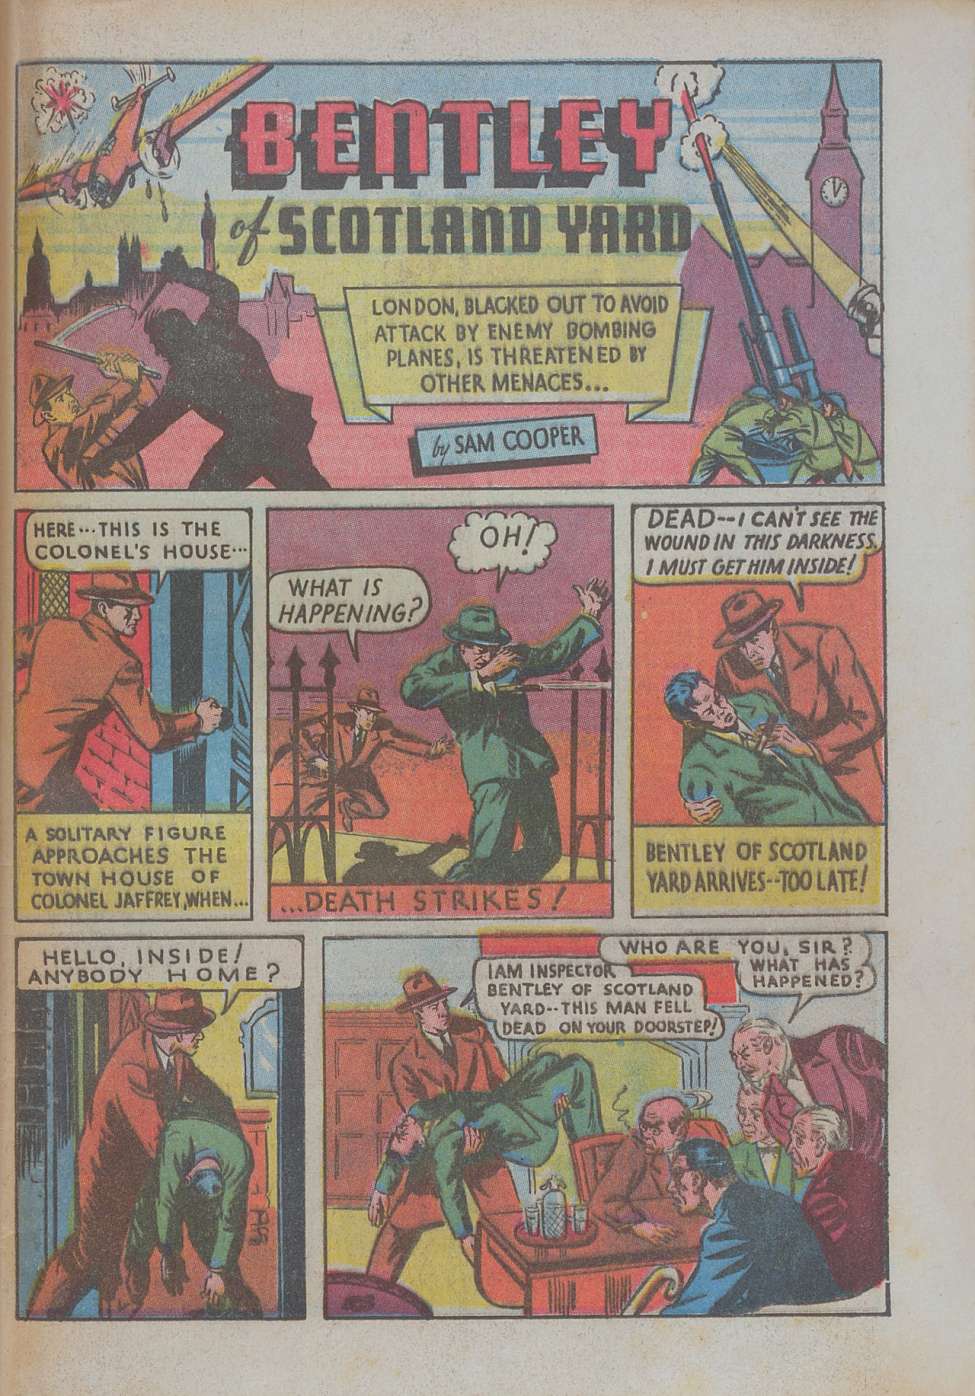 BENTLEY
of SCOTLAND YARD
LONDON, BLACKED OUT TO AVOID
ATTACK BY ENEMY BOMBING
PLANES, IS THREATENED BY
OTHER MENACES...
by SAM COOPER
HERE---THIS IS THE
COLONEL'S HOUSE---
A SOLITARY FIGURE
APPROACHES THE
TOWN HOUSE OF
COLONEL JAFFREY, WHEN...
WHAT IS
HAPPENING?
OH!
...DEATH STRIKES!
DEAD--I CAN'T SEE THE
WOUND IN THIS DARKNESS.
I MUST GET HIM INSIDE!
BENTLEY OF SCOTLAND
YARD ARRIVES--TOO LATE!
HELLO, INSIDE!
ANYBODY HOME?
I AM INSPECTOR
BENTLEY OF SCOTLAND
YARD--THIS MAN FELL
DEAD ON YOUR DOORSTEP!
WHO ARE YOU, SIR?
WHAT HAS
HAPPENED?